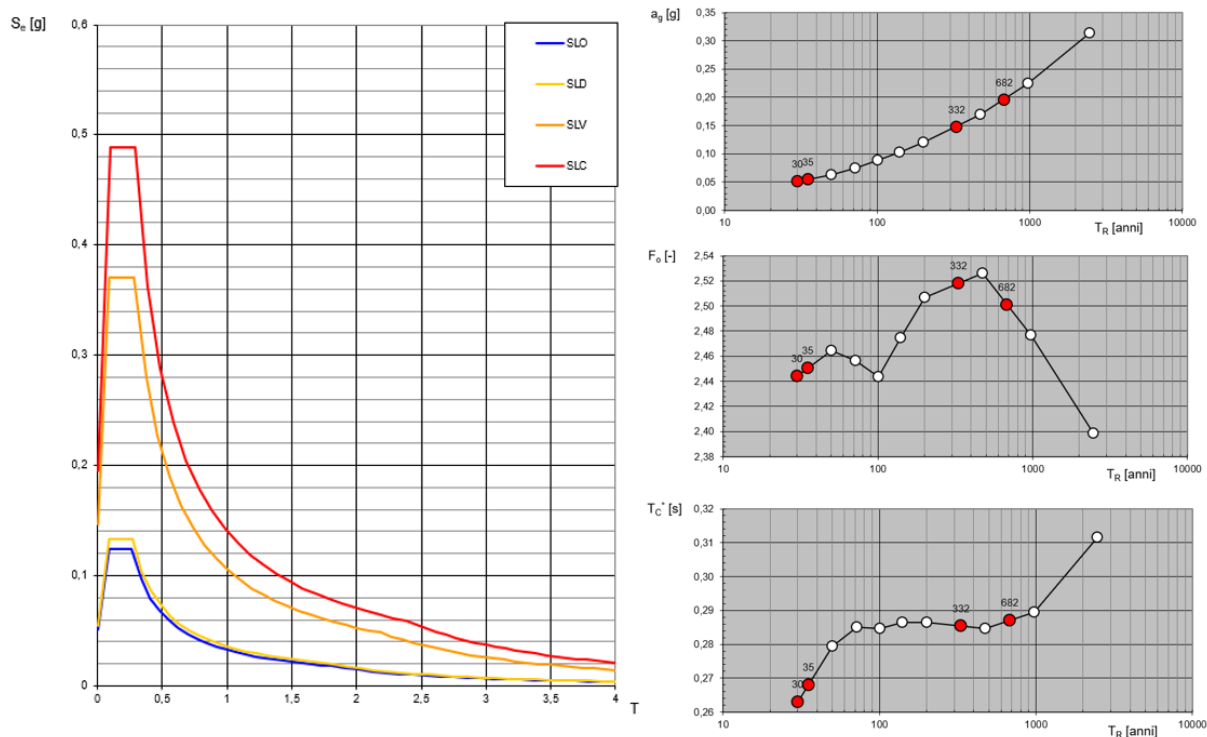 Sₑ [g]
0,6
0,5
0,4
0,3
0,2
0,1
0
0 0,5 1 1,5 2 2,5 3 3,5 4
T
SLO
SLD
SLV
SLC
a_g [g]
0,35
0,30
0,25
0,20
0,15
0,10
0,05
0,00
30 35 332 682
10 100 1000 10000
T_R [anni]
Fₒ [-]
2,54
2,52
2,50
2,48
2,46
2,44
2,42
2,40
2,38
30 35 332 682
10 100 1000 10000
T_R [anni]
T_C* [s]
0,32
0,31
0,30
0,29
0,28
0,27
0,26
30 35 332 682
10 100 1000 10000
T_R [anni]